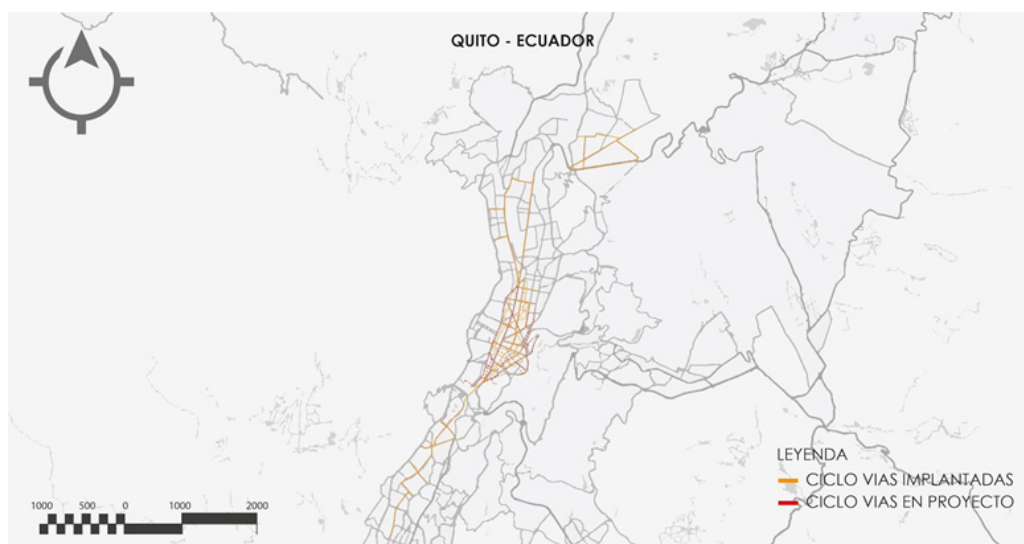 QUITO - ECUADOR
LEYENDA
CICLO VIAS IMPLANTADAS
CICLO VIAS EN PROYECTO
1000 500 0 1000 2000